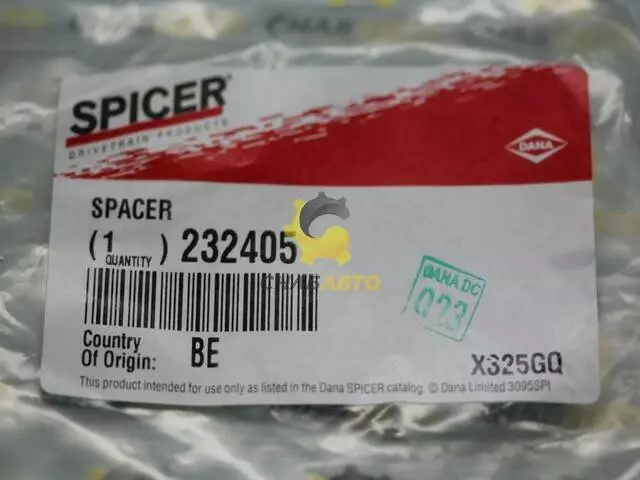 SPICER®
DRIVETRAIN PRODUCTS
DANA
SPACER
( 1 ) 232405
QUANTITY
СНАБАВТО
DANA DC
023
Country
Of Origin: BE
X325GQ
This product intended for use only as listed in the Dana SPICER catalog. © Dana Limited 3095SPI